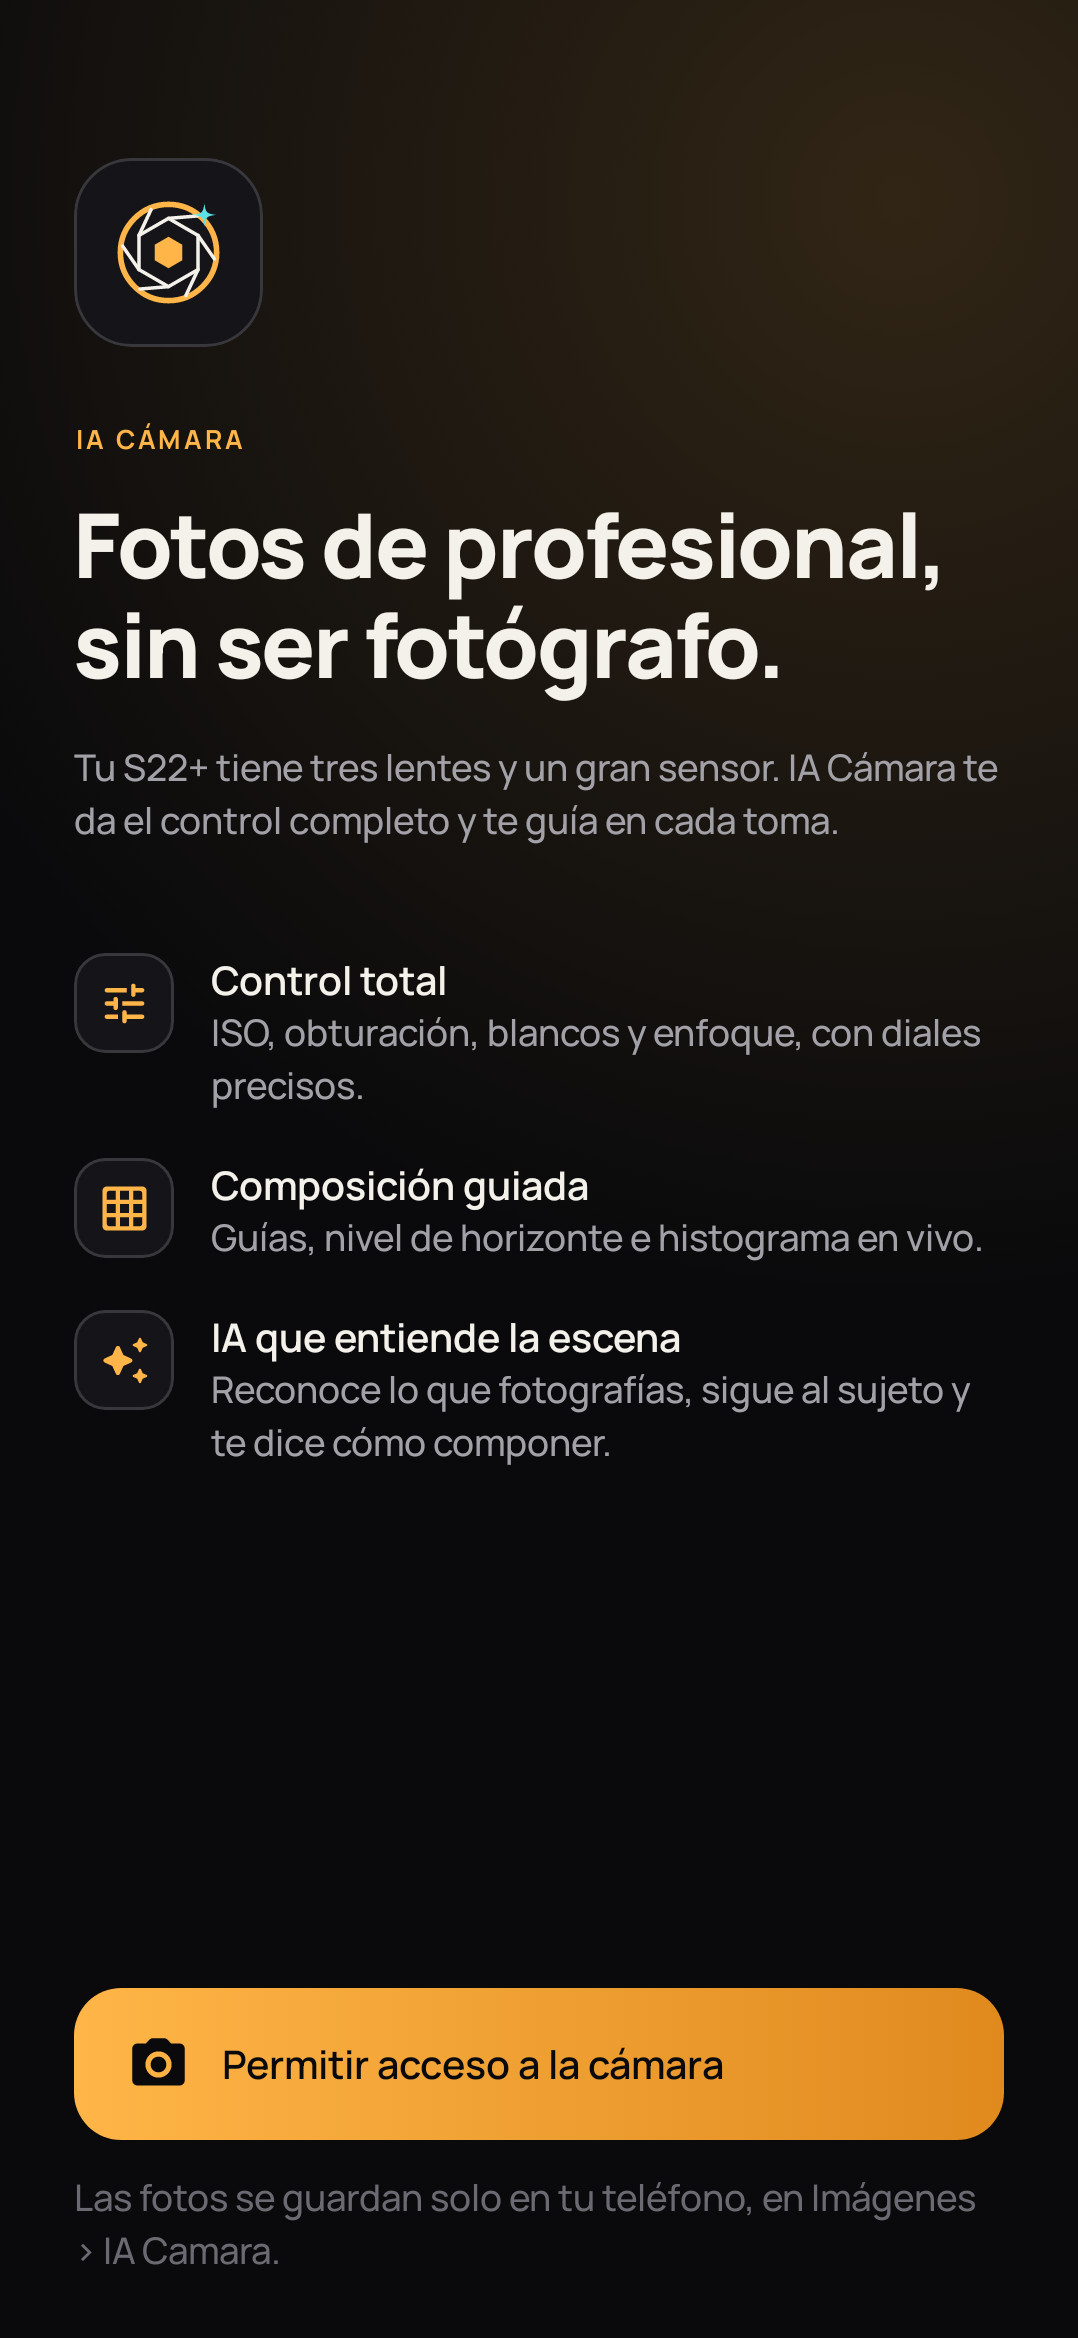 IA CÁMARA
Fotos de profesional,
sin ser fotógrafo.
Tu S22+ tiene tres lentes y un gran sensor. IA Cámara te
da el control completo y te guía en cada toma.
Control total
ISO, obturación, blancos y enfoque, con diales
precisos.
Composición guiada
Guías, nivel de horizonte e histograma en vivo.
IA que entiende la escena
Reconoce lo que fotografías, sigue al sujeto y
te dice cómo componer.
Permitir acceso a la cámara
Las fotos se guardan solo en tu teléfono, en Imágenes
› IA Camara.